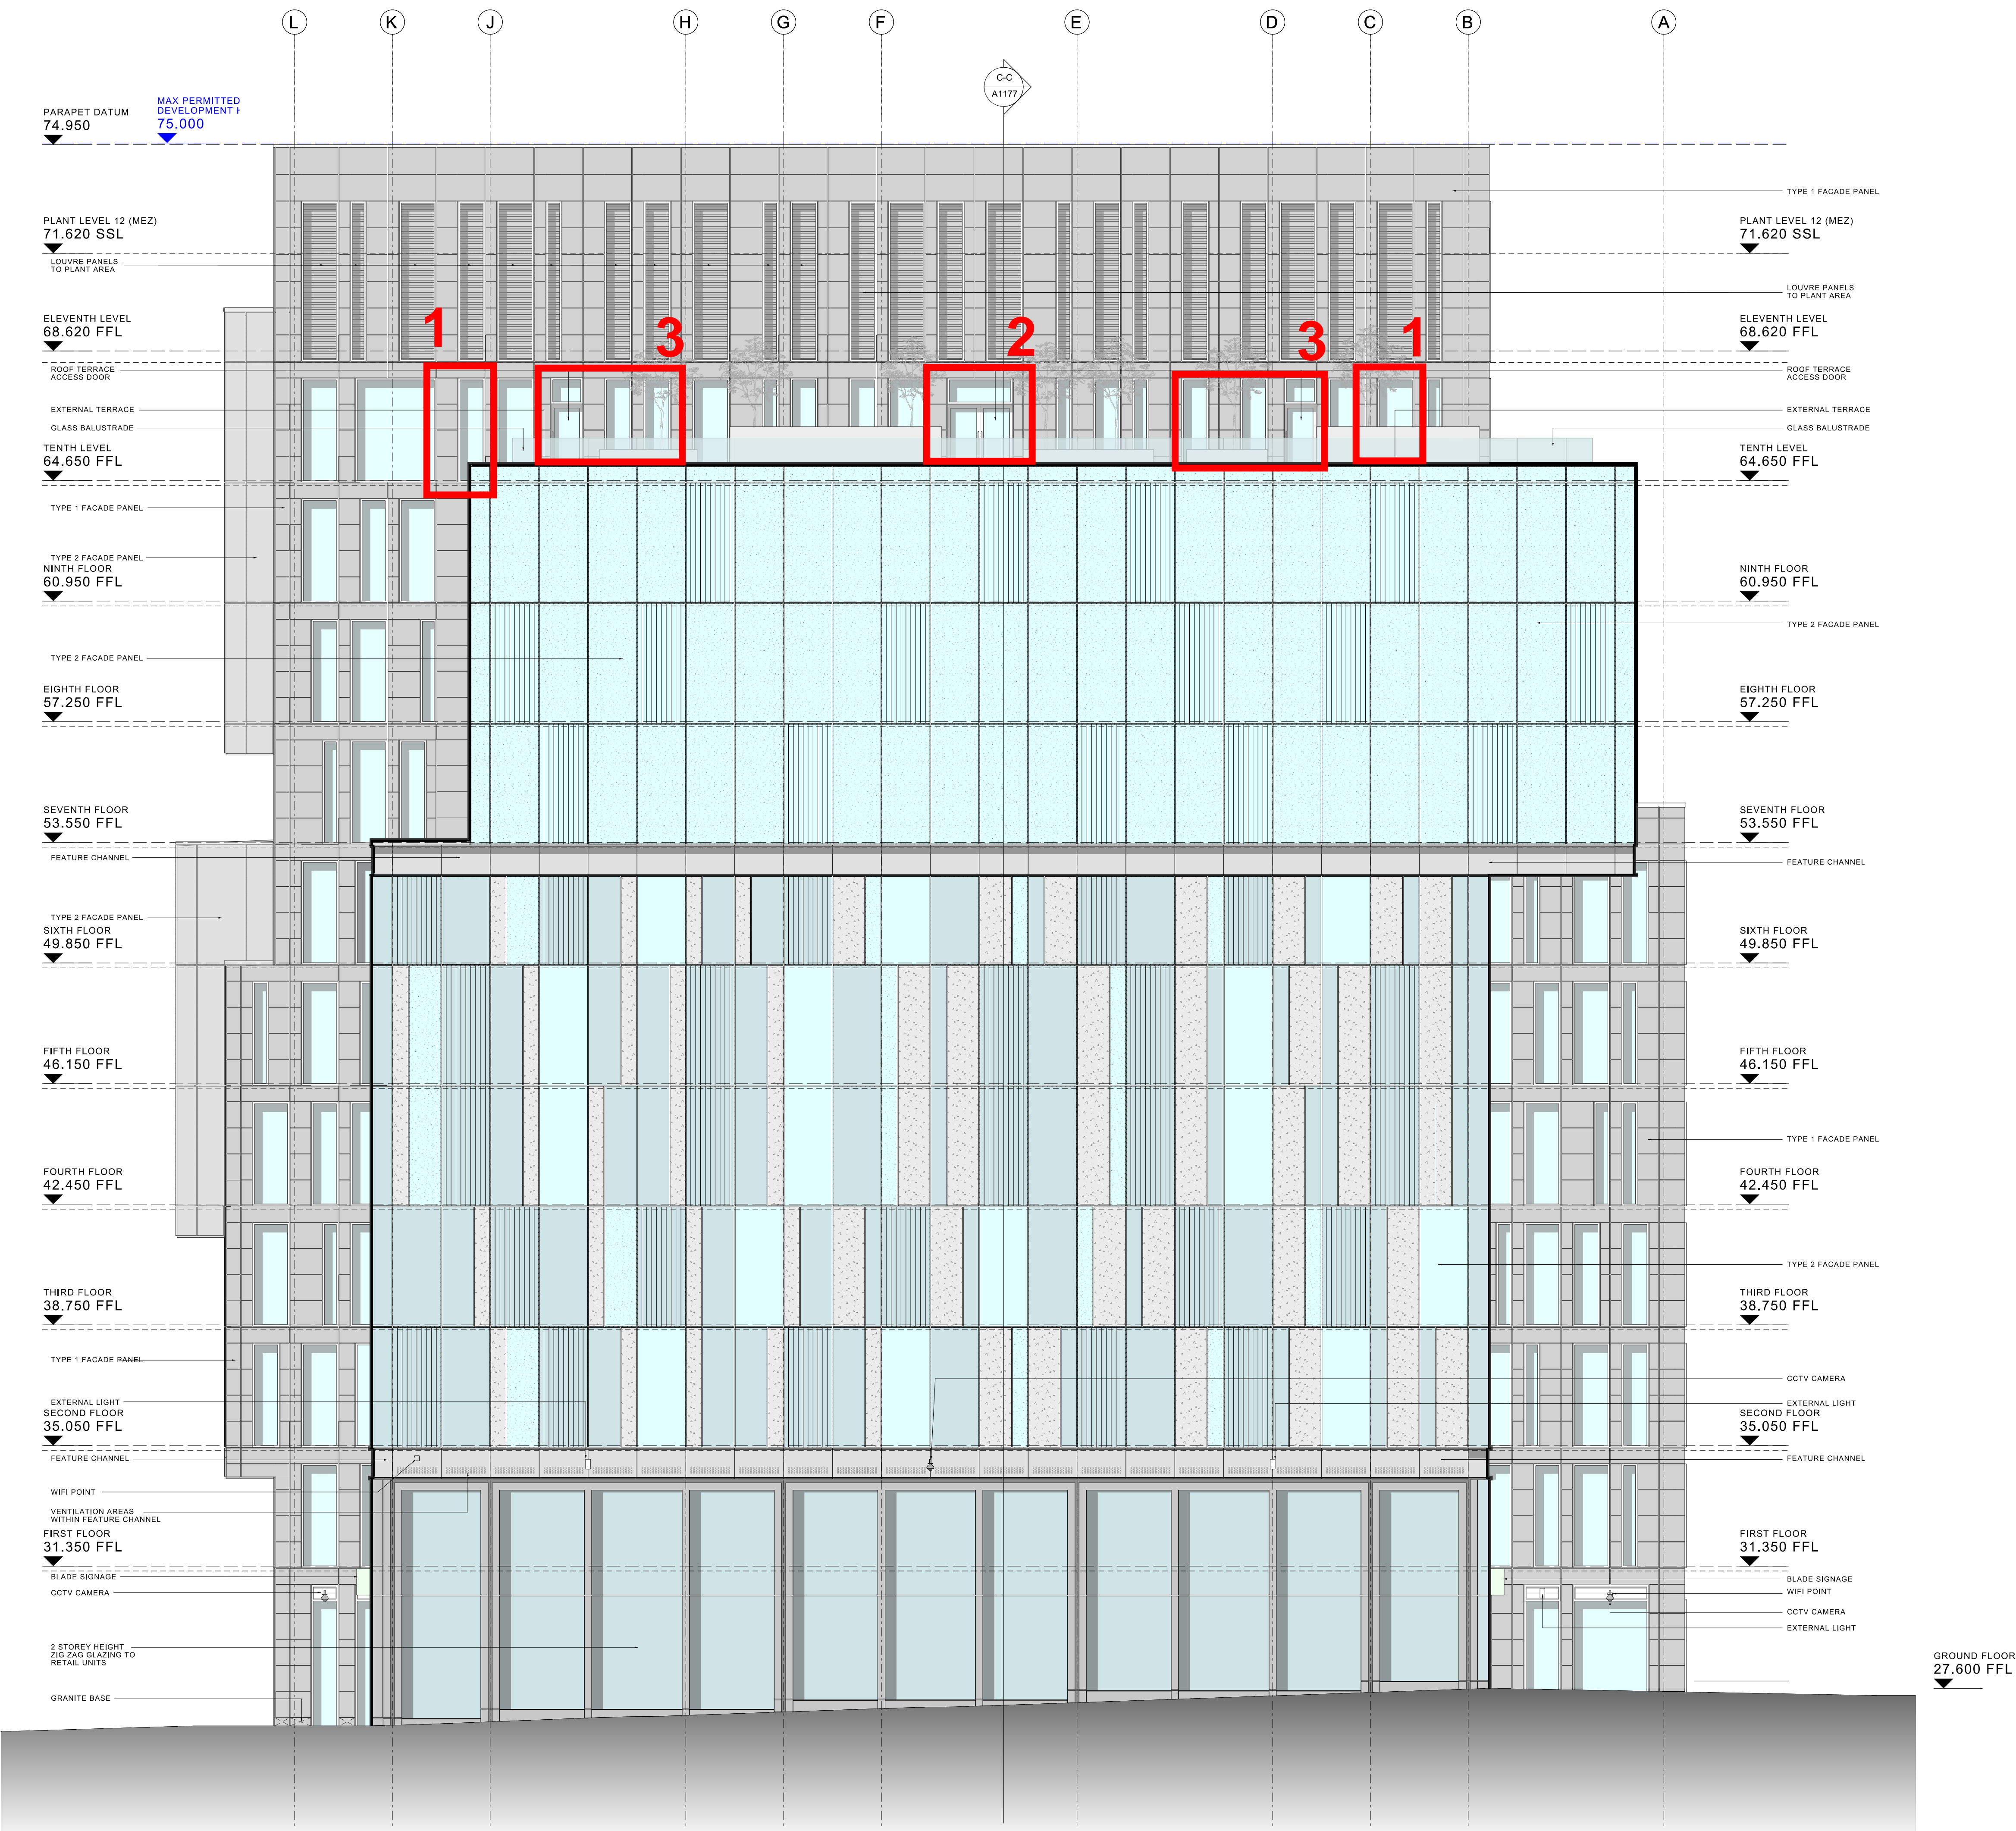 L K J H G F E D C B A
C-C
A1177
PARAPET DATUM
74.950
MAX PERMITTED
DEVELOPMENT
75.000
TYPE 1 FACADE PANEL
PLANT LEVEL 12 (MEZ)
71.620 SSL
PLANT LEVEL 12 (MEZ)
71.620 SSL
LOUVRE PANELS
TO PLANT AREA
LOUVRE PANELS
TO PLANT AREA
ELEVENTH LEVEL
68.620 FFL
ELEVENTH LEVEL
68.620 FFL
1 3 2 3 1
ROOF TERRACE
ACCESS DOOR
ROOF TERRACE
ACCESS DOOR
EXTERNAL TERRACE
EXTERNAL TERRACE
GLASS BALUSTRADE
GLASS BALUSTRADE
TENTH LEVEL
64.650 FFL
TENTH LEVEL
64.650 FFL
TYPE 1 FACADE PANEL
TYPE 2 FACADE PANEL
NINTH FLOOR
60.950 FFL
NINTH FLOOR
60.950 FFL
TYPE 2 FACADE PANEL
TYPE 2 FACADE PANEL
EIGHTH FLOOR
57.250 FFL
EIGHTH FLOOR
57.250 FFL
SEVENTH FLOOR
53.550 FFL
SEVENTH FLOOR
53.550 FFL
FEATURE CHANNEL
FEATURE CHANNEL
TYPE 2 FACADE PANEL
SIXTH FLOOR
49.850 FFL
SIXTH FLOOR
49.850 FFL
FIFTH FLOOR
46.150 FFL
FIFTH FLOOR
46.150 FFL
TYPE 1 FACADE PANEL
FOURTH FLOOR
42.450 FFL
FOURTH FLOOR
42.450 FFL
TYPE 2 FACADE PANEL
THIRD FLOOR
38.750 FFL
THIRD FLOOR
38.750 FFL
TYPE 1 FACADE PANEL
CCTV CAMERA
EXTERNAL LIGHT
EXTERNAL LIGHT
SECOND FLOOR
35.050 FFL
SECOND FLOOR
35.050 FFL
FEATURE CHANNEL
FEATURE CHANNEL
WIFI POINT
VENTILATION AREAS
WITHIN FEATURE CHANNEL
FIRST FLOOR
31.350 FFL
FIRST FLOOR
31.350 FFL
BLADE SIGNAGE
BLADE SIGNAGE
CCTV CAMERA
WIFI POINT
CCTV CAMERA
EXTERNAL LIGHT
2 STOREY HEIGHT
ZIG ZAG GLAZING TO
RETAIL UNITS
GROUND FLOOR
27.600 FFL
GRANITE BASE